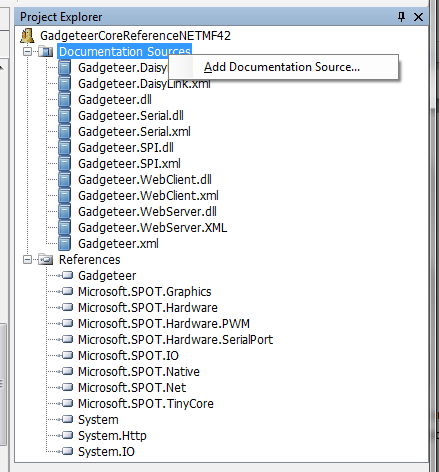 Project Explorer
GadgeteerCoreReferenceNETMF42
Documentation Sources
Add Documentation Source...
Gadgeteer.Daisy
Gadgeteer.DaisyLink.xml
Gadgeteer.dll
Gadgeteer.Serial.dll
Gadgeteer.Serial.xml
Gadgeteer.SPI.dll
Gadgeteer.SPI.xml
Gadgeteer.WebClient.dll
Gadgeteer.WebClient.xml
Gadgeteer.WebServer.dll
Gadgeteer.WebServer.XML
Gadgeteer.xml
References
Gadgeteer
Microsoft.SPOT.Graphics
Microsoft.SPOT.Hardware
Microsoft.SPOT.Hardware.PWM
Microsoft.SPOT.Hardware.SerialPort
Microsoft.SPOT.IO
Microsoft.SPOT.Native
Microsoft.SPOT.Net
Microsoft.SPOT.TinyCore
System
System.Http
System.IO